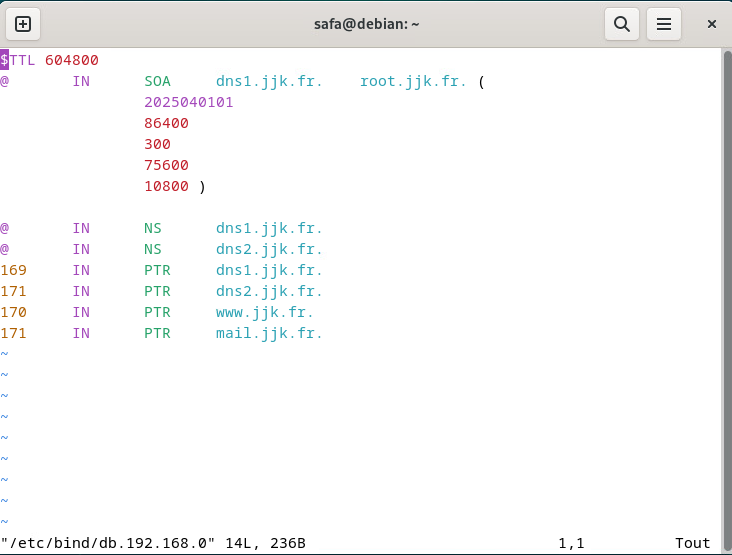 safa@debian: ~
$TTL 604800
@ IN SOA dns1.jjk.fr. root.jjk.fr. (
2025040101
86400
300
75600
10800 )
@ IN NS dns1.jjk.fr.
@ IN NS dns2.jjk.fr.
169 IN PTR dns1.jjk.fr.
171 IN PTR dns2.jjk.fr.
170 IN PTR www.jjk.fr.
171 IN PTR mail.jjk.fr.
~
~
~
~
~
~
~
~
~
"/etc/bind/db.192.168.0" 14L, 236B 1,1 Tout